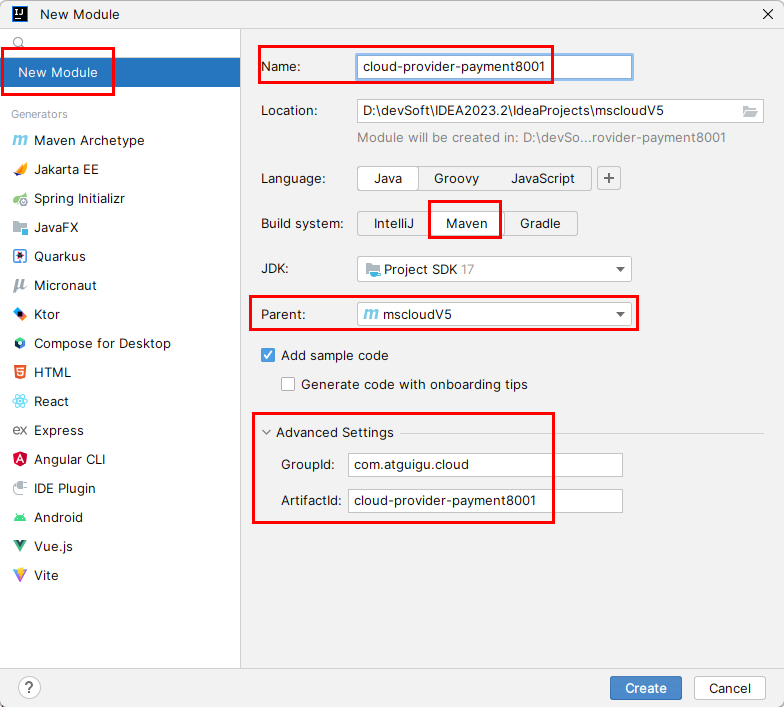 New Module
New Module
Generators
Maven Archetype
Jakarta EE
Spring Initializr
JavaFX
Quarkus
Micronaut
Ktor
Compose for Desktop
HTML
React
Express
Angular CLI
IDE Plugin
Android
Vue.js
Vite
Name: cloud-provider-payment8001
Location: D:\devSoft\IDEA2023.2\IdeaProjects\mscloudV5
Module will be created in: D:\devSo...rovider-payment8001
Language: Java Groovy JavaScript +
Build system: IntelliJ Maven Gradle
JDK: Project SDK 17
Parent: mscloudV5
Add sample code
Generate code with onboarding tips
Advanced Settings
GroupId: com.atguigu.cloud
ArtifactId: cloud-provider-payment8001
? Create Cancel